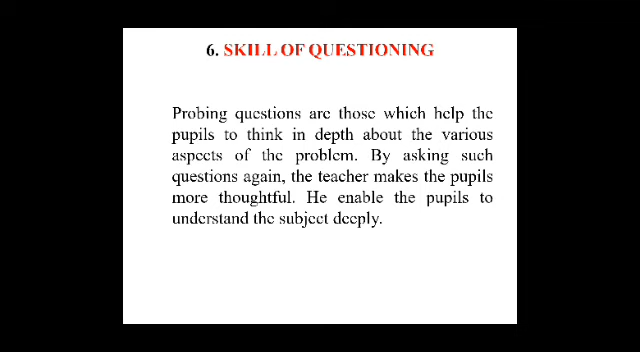 6. SKILL OF QUESTIONING
Probing questions are those which help the
pupils to think in depth about the various
aspects of the problem. By asking such
questions again, the teacher makes the pupils
more thoughtful. He enable the pupils to
understand the subject deeply.